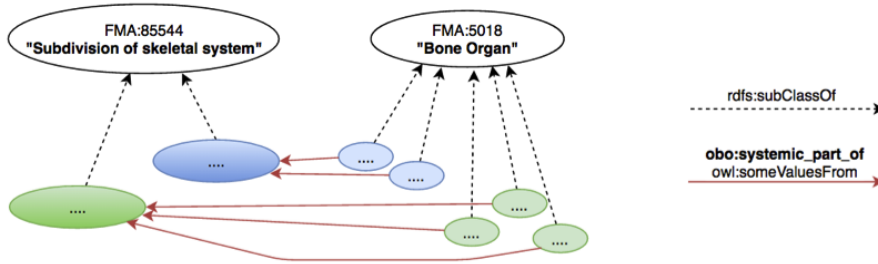 FMA:85544
"Subdivision of skeletal system"
FMA:5018
"Bone Organ"
rdfs:subClassOf
....
....
....
obo:systemic_part_of
owl:someValuesFrom
....
....
....
....